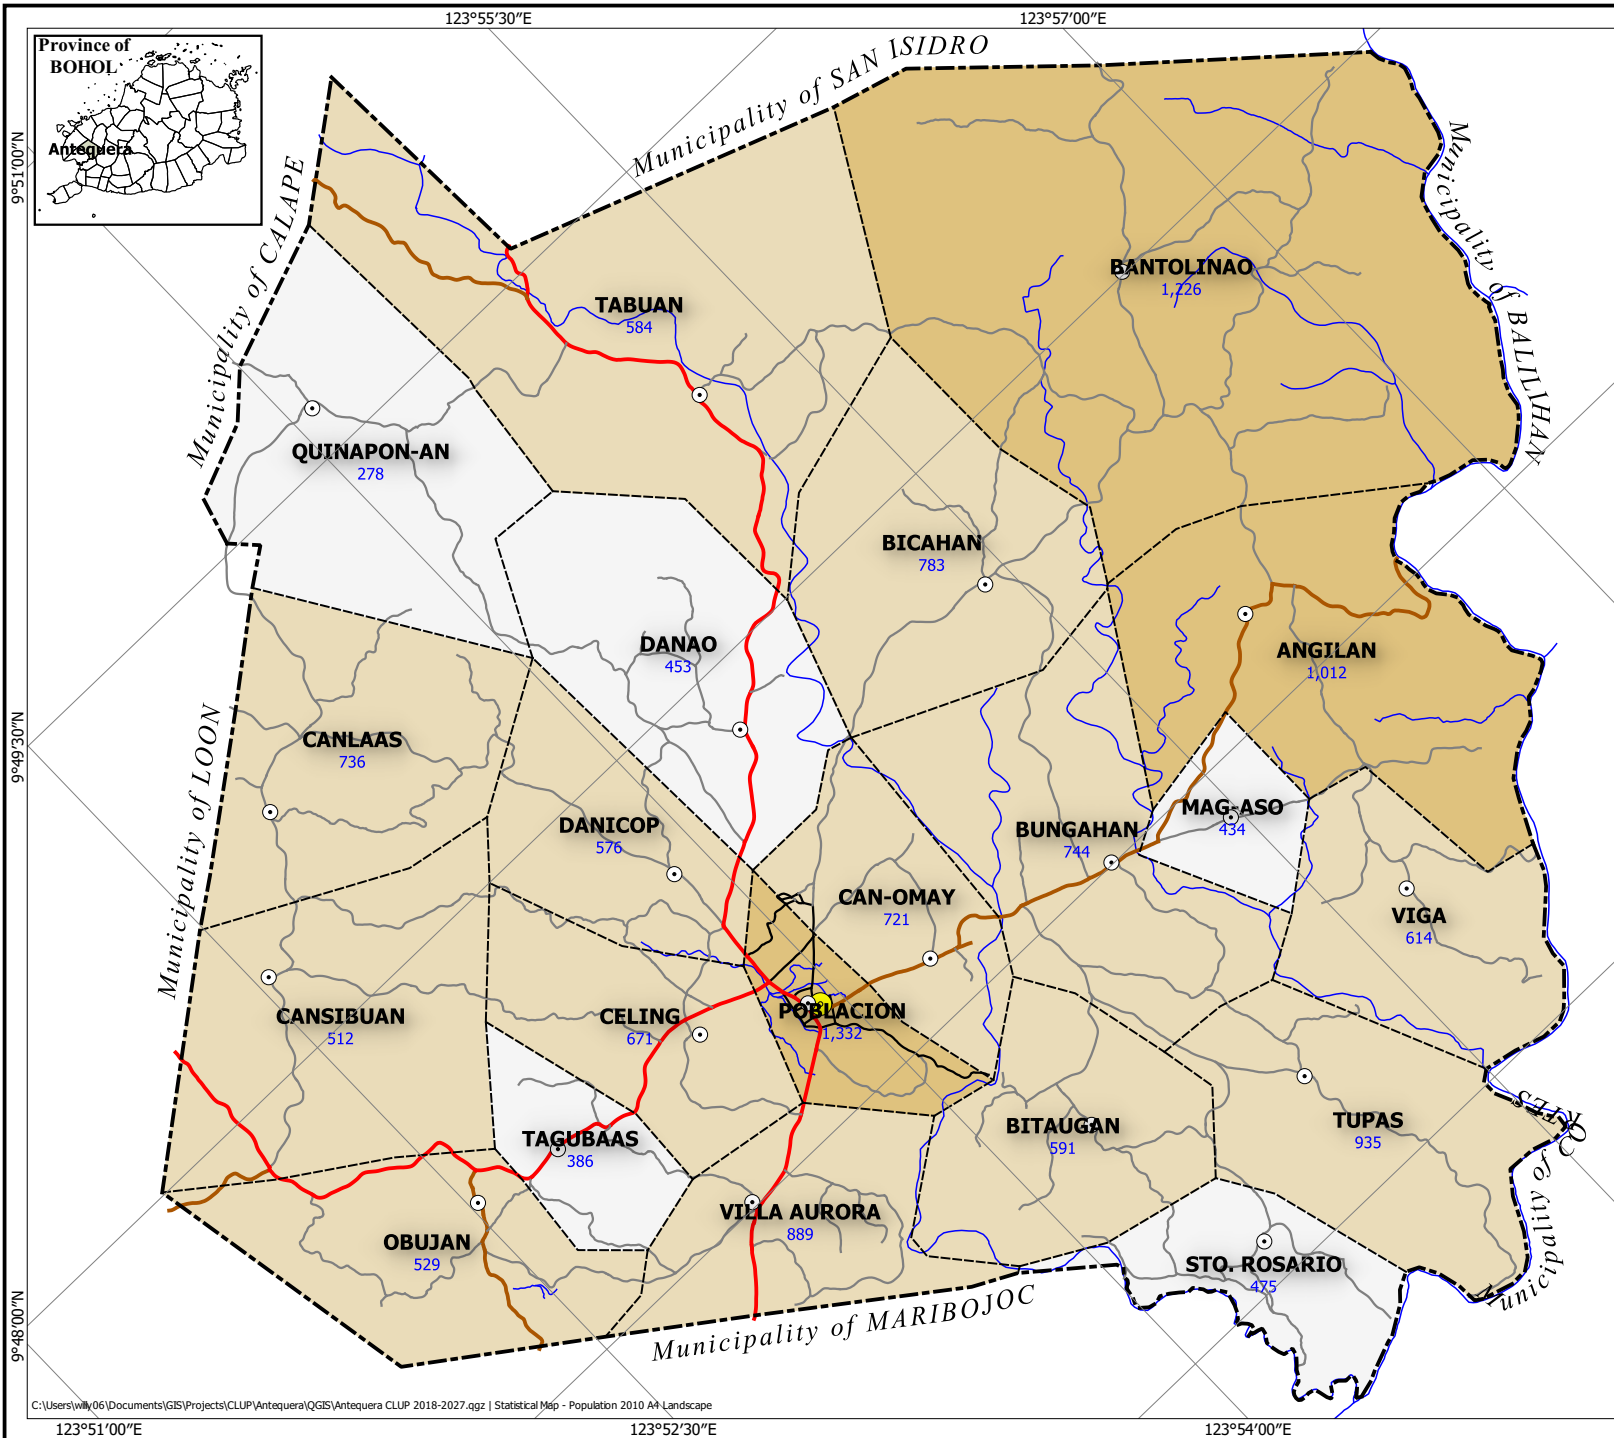 123°55'30"E
123°57'00"E
Province of
BOHOL
Antequera
9°51'00"N
9°49'30"N
9°48'00"N
Municipality of SAN ISIDRO
Municipality of CALAPE
Municipality of BALILIHAN
Municipality of LOON
BANTOLINAO
1,226
TABUAN
584
QUINAPON-AN
278
BICAHAN
783
DANAO
453
ANGILAN
1,012
CANLAAS
736
MAG-ASO
434
DANICOP
576
BUNGAHAN
744
CAN-OMAY
721
VIGA
614
CANSIBUAN
512
CELING
671
POBLACION
1,332
BITAUGAN
591
TUPAS
935
TAGUBAAS
386
VILLA AURORA
889
OBUJAN
529
STO. ROSARIO
475
Municipality of CORTES
Municipality of MARIBOJOC
C:\Users\willy06\Documents\GIS\Projects\CLUP\Antequera\QGIS\Antequera CLUP 2018-2027.qgz | Statistical Map - Population 2010 A4 Landscape
123°51'00"E
123°52'30"E
123°54'00"E